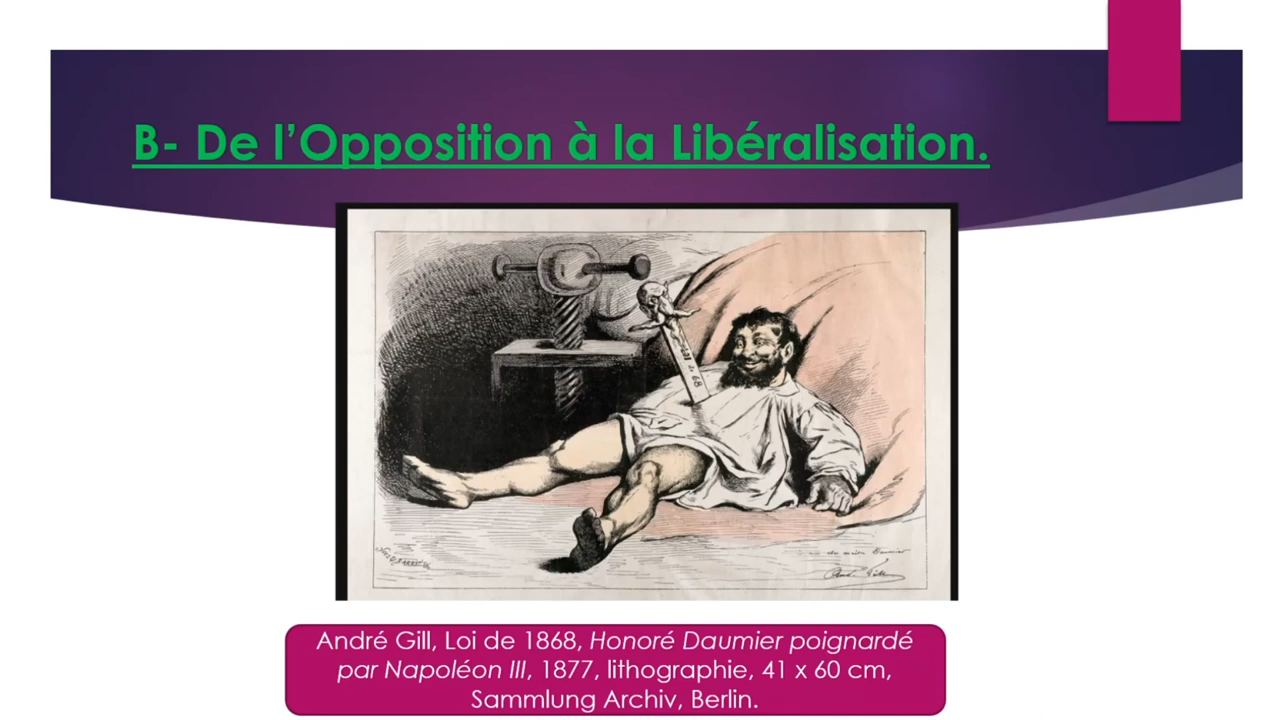 B- De l’Opposition à la Libéralisation.
68
André Gill, Loi de 1868, Honoré Daumier poignardé
par Napoléon III, 1877, lithographie, 41 x 60 cm,
Sammlung Archiv, Berlin.